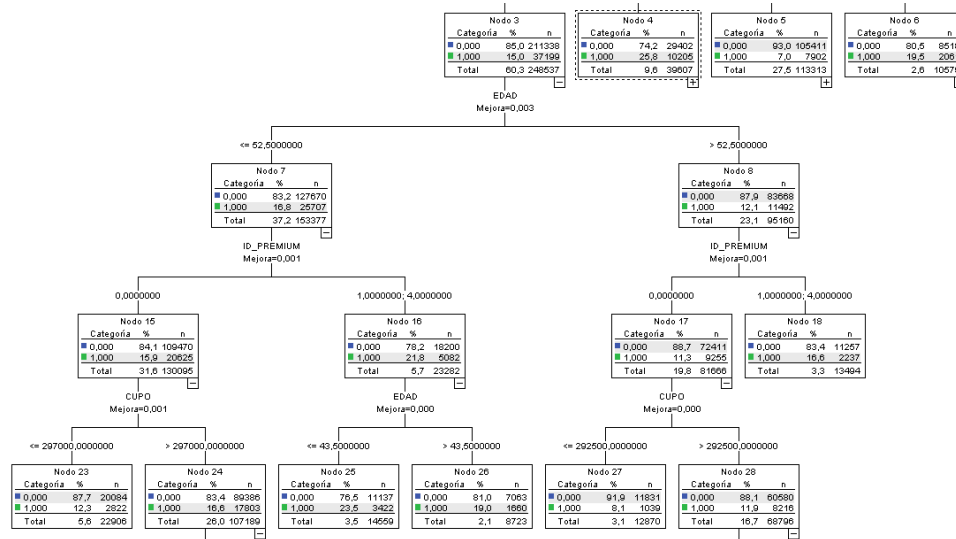 Nodo 3
Categoría % n
0,000 85,0 211338
1,000 15,0 37199
Total 60,3 248537
Nodo 4
Categoría % n
0,000 74,2 29402
1,000 25,8 10205
Total 9,6 39607
Nodo 5
Categoría % n
0,000 93,0 105411
1,000 7,0 7902
Total 27,5 113313
Nodo 6
Categoría % n
0,000 80,5
1,000 19,5
Total 2,6
EDAD
Mejora=0,003
<= 52,5000000
> 52,5000000
Nodo 7
Categoría % n
0,000 83,2 127670
1,000 16,8 25707
Total 37,2 153377
Nodo 8
Categoría % n
0,000 87,9 83668
1,000 12,1 11492
Total 23,1 95160
ID_PREMIUM
Mejora=0,001
ID_PREMIUM
Mejora=0,001
0,0000000
1,0000000; 4,0000000
0,0000000
1,0000000; 4,0000000
Nodo 15
Categoría % n
0,000 84,1 109470
1,000 15,9 20625
Total 31,6 130095
Nodo 16
Categoría % n
0,000 78,2 18200
1,000 21,8 5082
Total 5,7 23282
Nodo 17
Categoría % n
0,000 88,7 72411
1,000 11,3 9255
Total 19,8 81666
Nodo 18
Categoría % n
0,000 83,4 11257
1,000 16,6 2237
Total 3,3 13494
CUPO
Mejora=0,001
EDAD
Mejora=0,000
CUPO
Mejora=0,000
<= 297000,0000000
> 297000,0000000
<= 43,5000000
> 43,5000000
<= 292500,0000000
> 292500,0000000
Nodo 23
Categoría % n
0,000 87,7 20084
1,000 12,3 2822
Total 5,6 22906
Nodo 24
Categoría % n
0,000 83,4 89386
1,000 16,6 17803
Total 26,0 107189
Nodo 25
Categoría % n
0,000 76,5 11137
1,000 23,5 3422
Total 3,5 14559
Nodo 26
Categoría % n
0,000 81,0 7063
1,000 19,0 1660
Total 2,1 8723
Nodo 27
Categoría % n
0,000 91,9 11831
1,000 8,1 1039
Total 3,1 12870
Nodo 28
Categoría % n
0,000 88,1 60580
1,000 11,9 8216
Total 16,7 68796